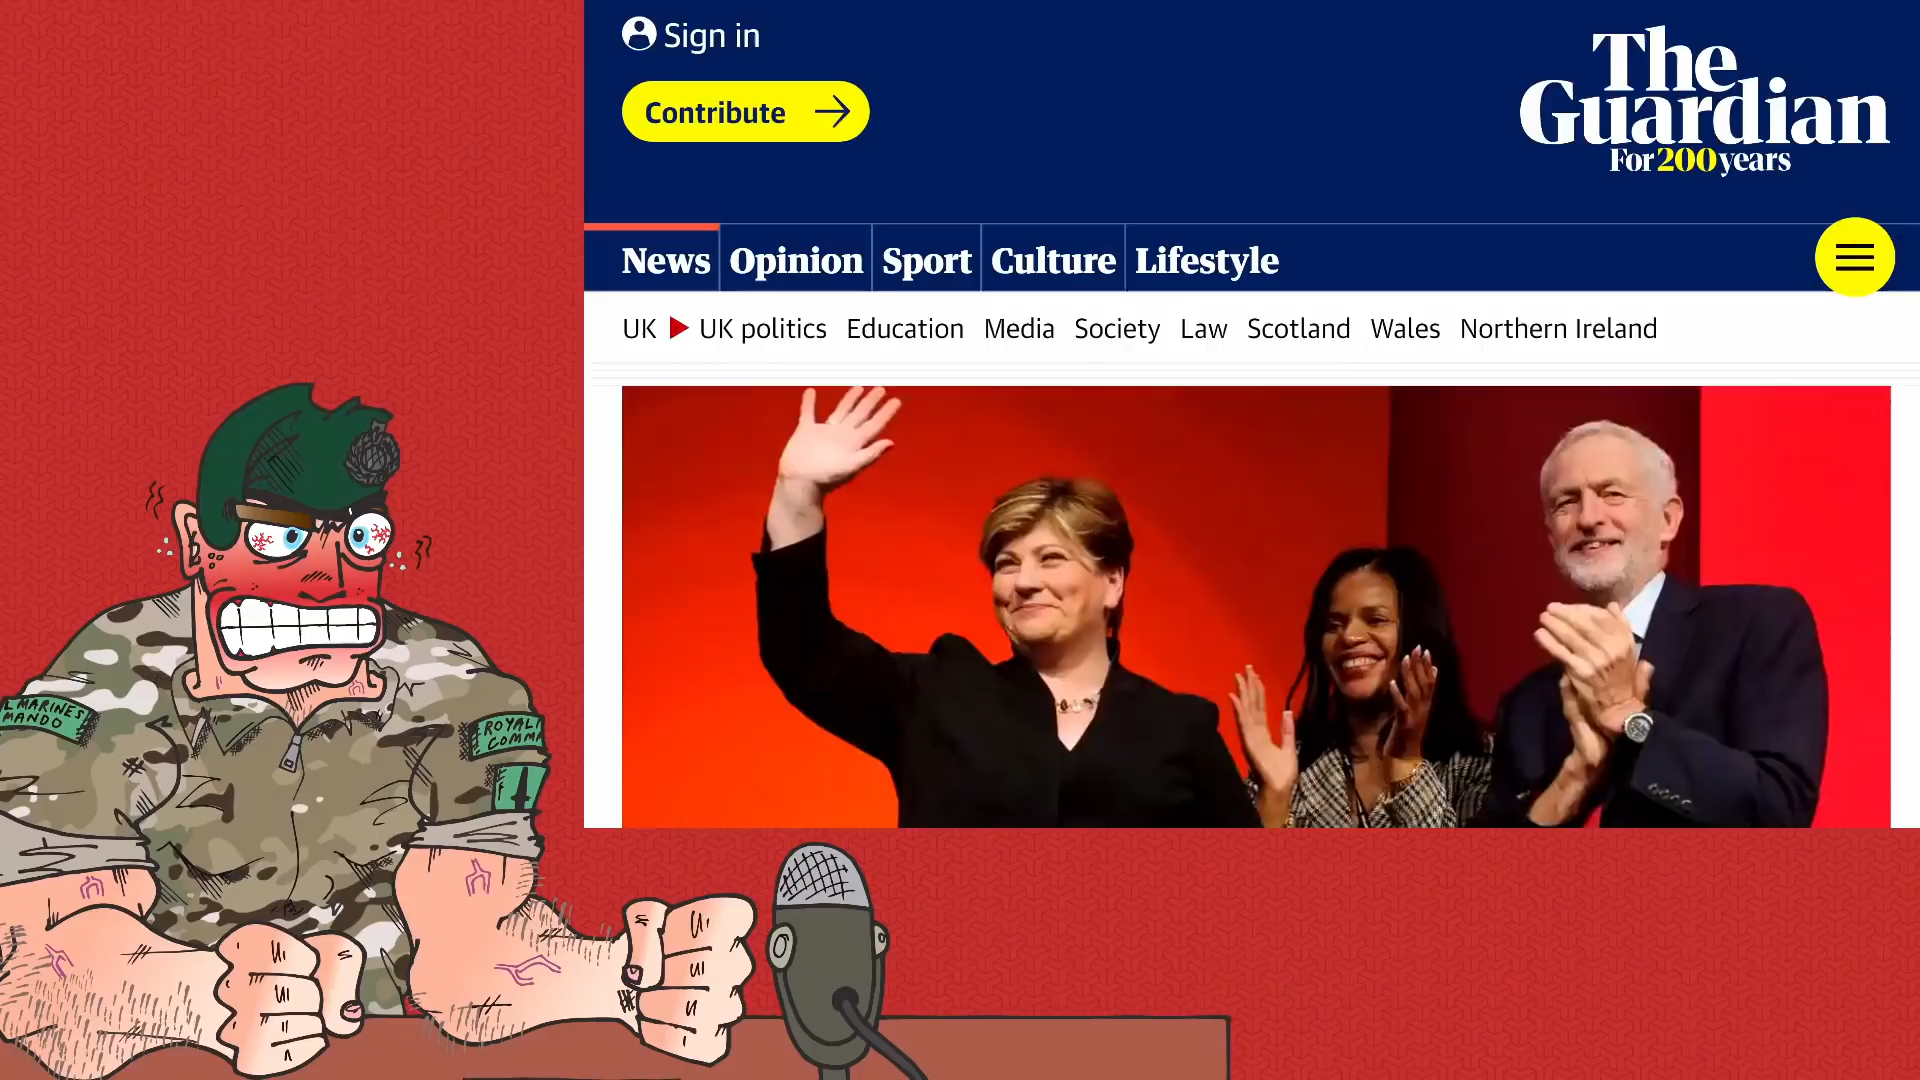 Sign in
Contribute
The
Guardian
For 200 years
News Opinion Sport Culture Lifestyle
UK UK politics Education Media Society Law Scotland Wales Northern Ireland
L MARINES
MANDO
ROYAL
COMM